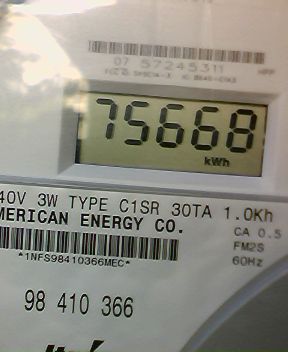 07 57245311
75668
kWh
40V 3W TYPE C1SR 30TA 1.0Kh
MERICAN ENERGY CO.
CA 0.5
FM2S
60Hz
*1NFS98410366MEC*
98 410 366